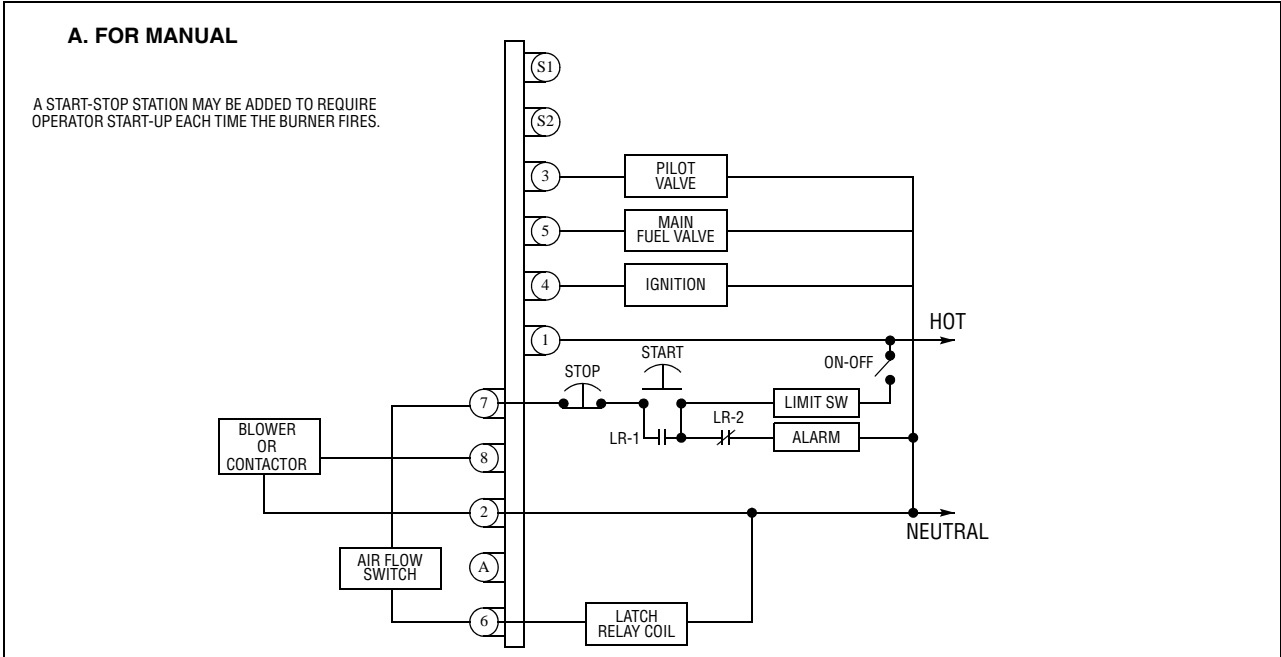 A. FOR MANUAL
A START-STOP STATION MAY BE ADDED TO REQUIRE
OPERATOR START-UP EACH TIME THE BURNER FIRES.
S1
S2
3
PILOT
VALVE
5
MAIN
FUEL VALVE
4
IGNITION
1
HOT
ON-OFF
STOP
START
7
LIMIT SW
LR-1
LR-2
ALARM
BLOWER
OR
CONTACTOR
8
2
NEUTRAL
AIR FLOW
SWITCH
A
6
LATCH
RELAY COIL